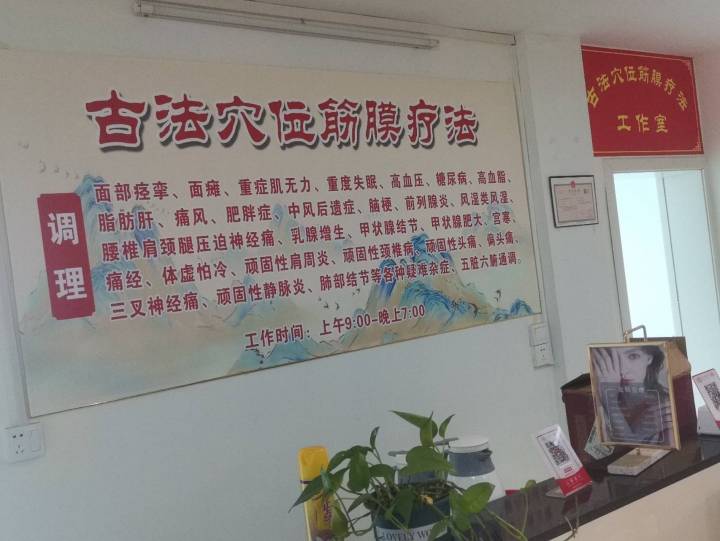 古法穴位筋膜疗法
调理
面部痉挛、面瘫、重症肌无力、重度失眠、高血压、糖尿病、高血脂、
脂肪肝、痛风、肥胖症、中风后遗症、脑梗、前列腺炎、风湿类风湿、
腰椎肩颈腿压迫神经痛、乳腺增生、甲状腺结节、甲状腺肥大、宫寒、
痛经、体虚怕冷、顽固性肩周炎、顽固性颈椎病、顽固性头痛、偏头痛、
三叉神经痛、顽固性静脉炎、肺部结节等各种疑难杂症、五脏六腑通调。
工作时间：上午9:00-晚上7:00
古法穴位筋膜疗法
工作室